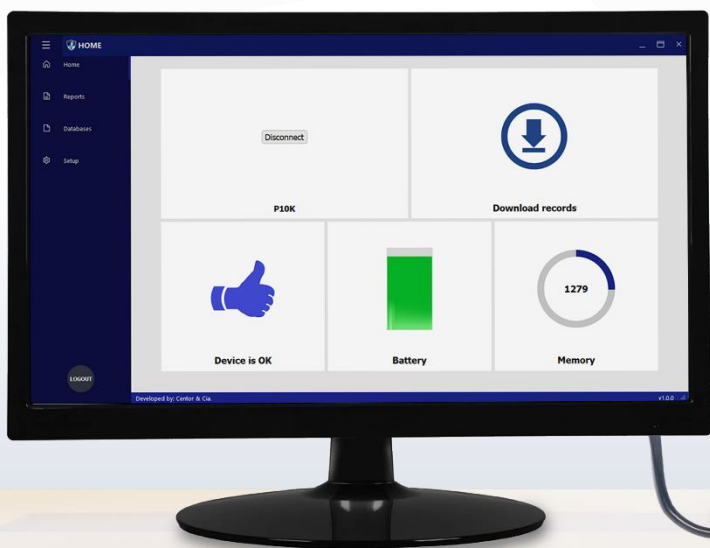 HOME
Home
Reports
Databases
Setup
LOGOUT
Disconnect
P10K
Download records
Device is OK
Battery
1279
Memory
Developed by: Centor & Cia.
v1.0.0